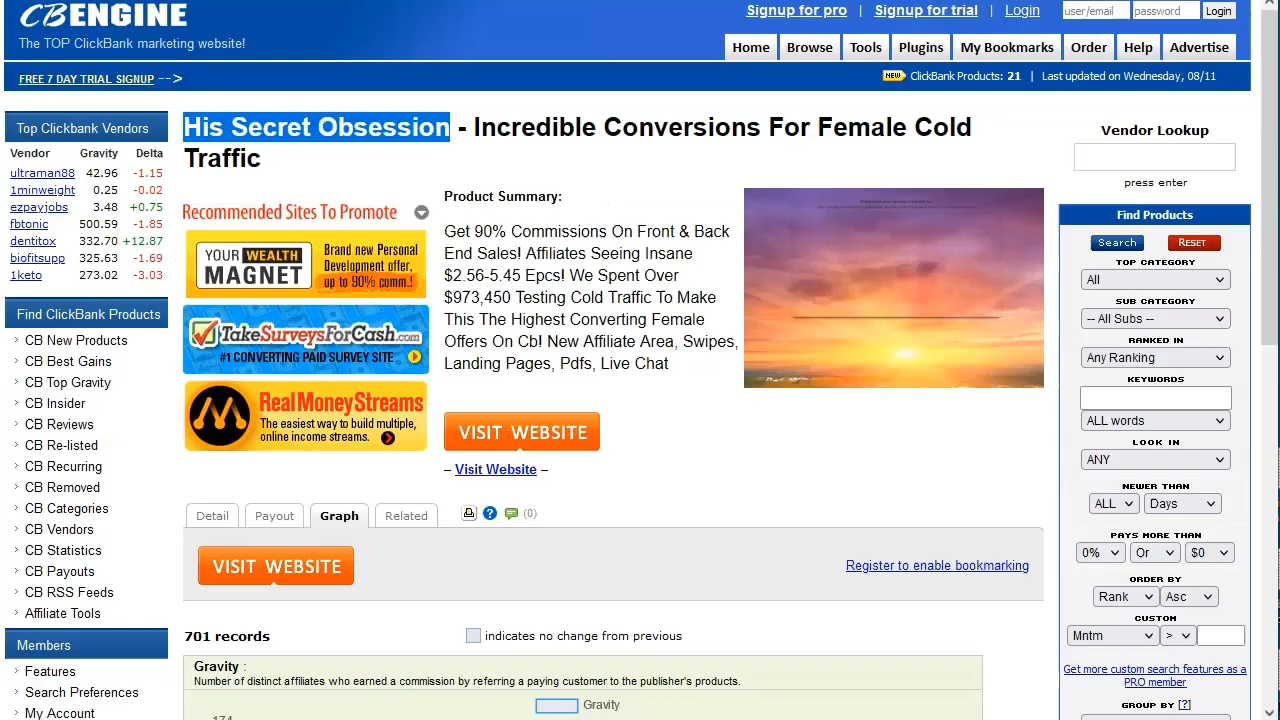 CBENGINE
The TOP ClickBank marketing website!
Signup for pro | Signup for trial | Login
user/email password Login
Home Browse Tools Plugins My Bookmarks Order Help Advertise
FREE 7 DAY TRIAL SIGNUP -->
NEW ClickBank Products: 21 | Last updated on Wednesday, 08/11
Top Clickbank Vendors
Vendor Gravity Delta
ultraman88 42.96 -1.15
1minweight 0.25 -0.02
ezpayjobs 3.48 +0.75
fbtonic 500.59 -1.85
dentitox 332.70 +12.87
biofitsupp 325.63 -1.69
1keto 273.02 -3.03
Find ClickBank Products
CB New Products
CB Best Gains
CB Top Gravity
CB Insider
CB Reviews
CB Re-listed
CB Recurring
CB Removed
CB Categories
CB Vendors
CB Statistics
CB Payouts
CB RSS Feeds
Affiliate Tools
Members
Features
Search Preferences
My Account
His Secret Obsession - Incredible Conversions For Female Cold
Traffic
Recommended Sites To Promote
YOUR WEALTH
MAGNET
Brand new Personal
Development offer,
up to 90% comm.!
TakeSurveysForCash.com
#1 CONVERTING PAID SURVEY SITE
RealMoneyStreams
The easiest way to build multiple,
online income streams.
Product Summary:
Get 90% Commissions On Front & Back
End Sales! Affiliates Seeing Insane
$2.56-5.45 Epcs! We Spent Over
$973,450 Testing Cold Traffic To Make
This The Highest Converting Female
Offers On Cb! New Affiliate Area, Swipes,
Landing Pages, Pdfs, Live Chat
VISIT WEBSITE
– Visit Website –
Detail Payout Graph Related ? (0)
VISIT WEBSITE
Register to enable bookmarking
701 records
indicates no change from previous
Gravity :
Number of distinct affiliates who earned a commission by referring a paying customer to the publisher's products.
Gravity
174
Vendor Lookup
press enter
Find Products
Search RESET
TOP CATEGORY
All
SUB CATEGORY
-- All Subs --
RANKED IN
Any Ranking
KEYWORDS
ALL words
LOOK IN
ANY
NEWER THAN
ALL Days
PAYS MORE THAN
0% Or $0
ORDER BY
Rank Asc
CUSTOM
Mntm >
Get more custom search features as a
PRO member
GROUP BY [?]